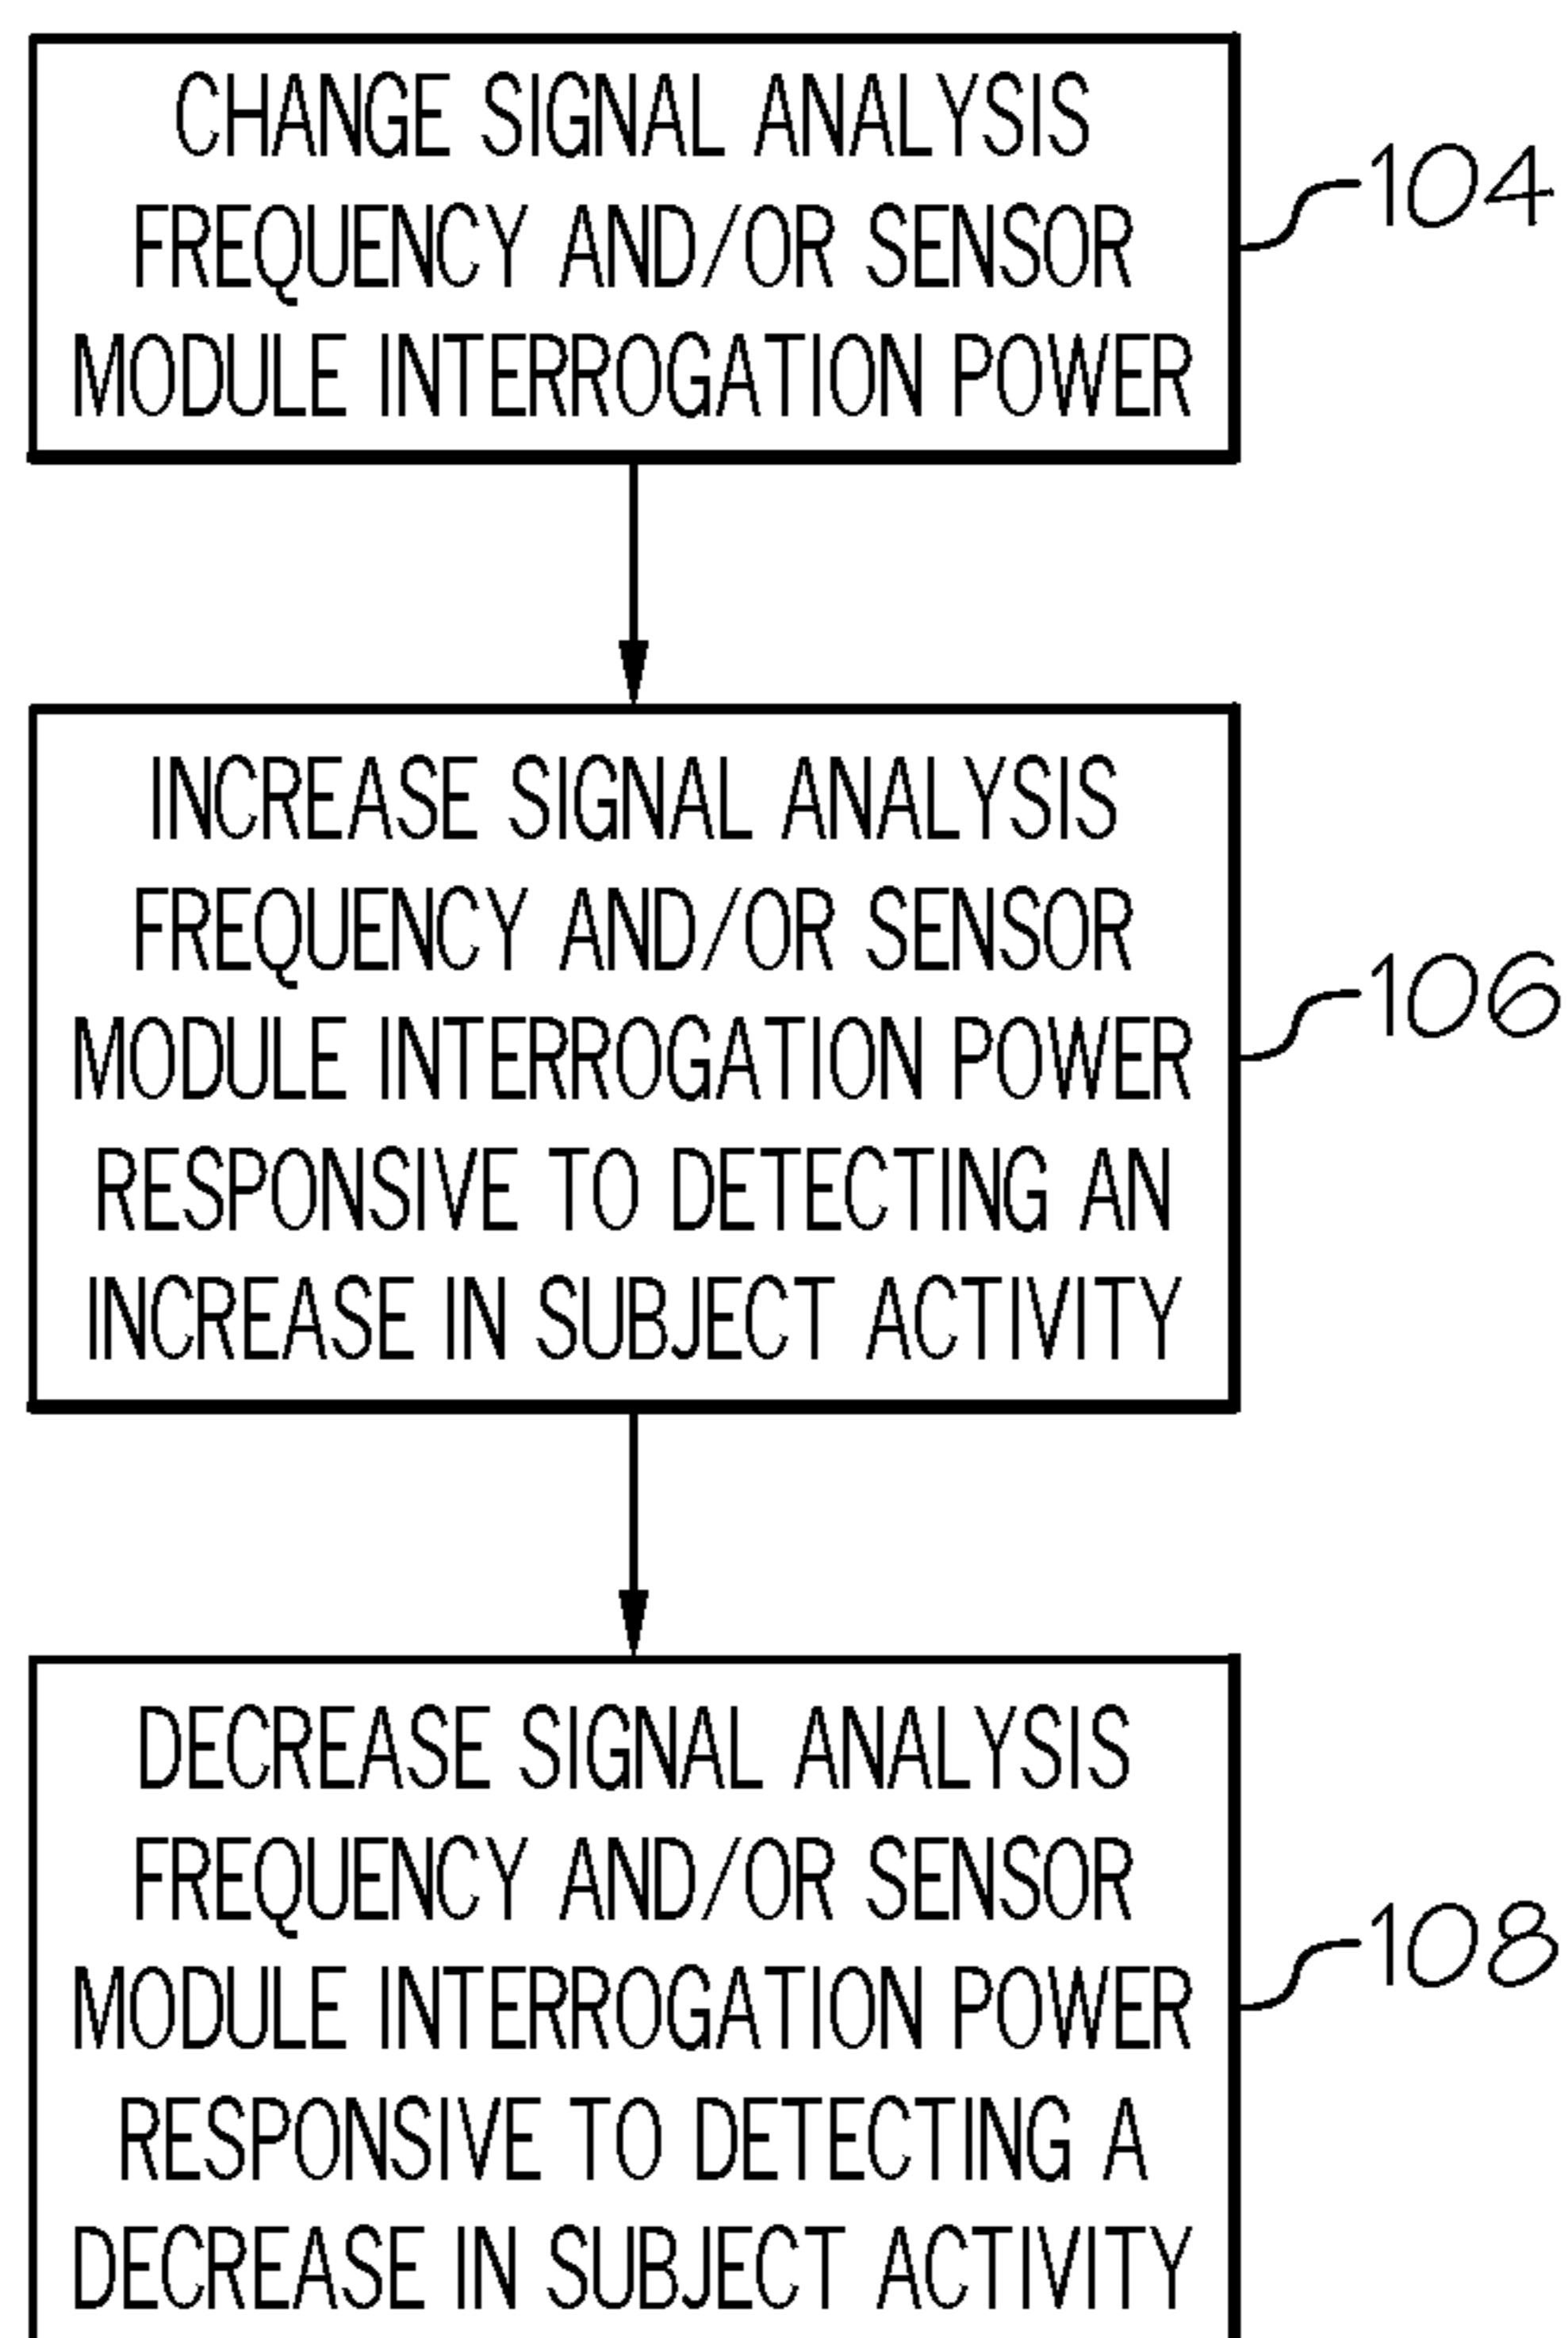 CHANGE SIGNAL ANALYSIS
FREQUENCY AND/OR SENSOR
MODULE INTERROGATION POWER
104
INCREASE SIGNAL ANALYSIS
FREQUENCY AND/OR SENSOR
MODULE INTERROGATION POWER
RESPONSIVE TO DETECTING AN
INCREASE IN SUBJECT ACTIVITY
106
DECREASE SIGNAL ANALYSIS
FREQUENCY AND/OR SENSOR
MODULE INTERROGATION POWER
RESPONSIVE TO DETECTING A
DECREASE IN SUBJECT ACTIVITY
108